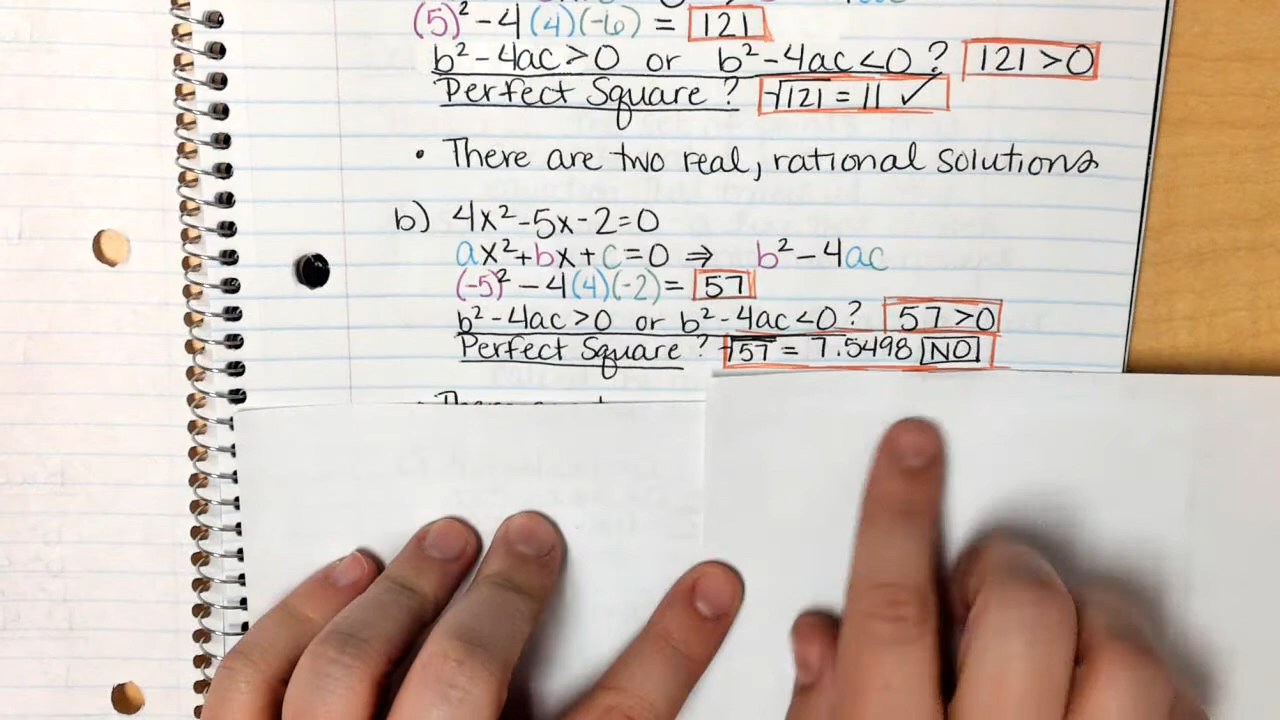 (5)² - 4(4)(-6) = 121
b² - 4ac > 0 or b² - 4ac < 0 ? 121 > 0
Perfect Square ? √121 = 11 ✓
• There are two real, rational solutions
b) 4x² - 5x - 2 = 0
ax² + bx + c = 0 ⇒ b² - 4ac
(-5)² - 4(4)(-2) = 57
b² - 4ac > 0 or b² - 4ac < 0 ? 57 > 0
Perfect Square ? √57 = 7.5498 NO